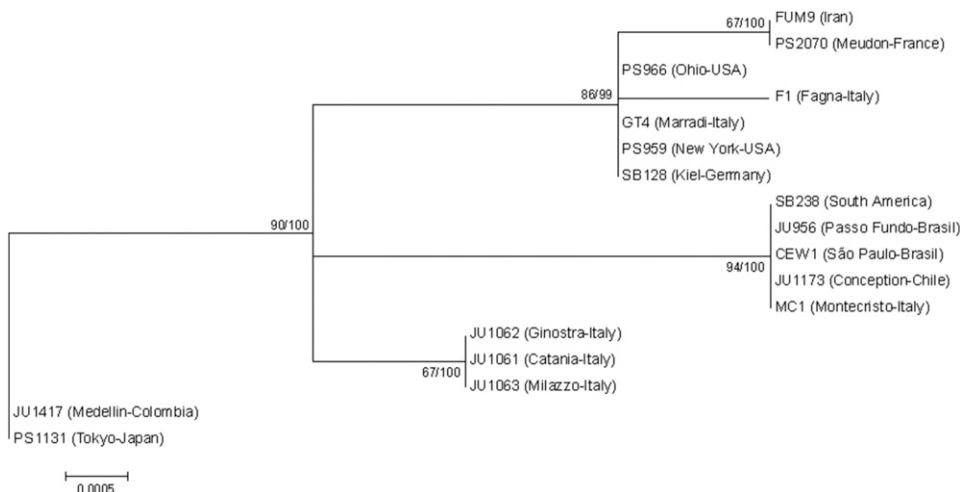 67/100
FUM9 (Iran)
PS2070 (Meudon-France)
PS966 (Ohio-USA)
86/99
F1 (Fagna-Italy)
GT4 (Marradi-Italy)
PS959 (New York-USA)
SB128 (Kiel-Germany)
SB238 (South America)
90/100
JU956 (Passo Fundo-Brasil)
CEW1 (São Paulo-Brasil)
94/100
JU1173 (Conception-Chile)
MC1 (Montecristo-Italy)
JU1062 (Ginostra-Italy)
JU1061 (Catania-Italy)
67/100
JU1063 (Milazzo-Italy)
JU1417 (Medellin-Colombia)
PS1131 (Tokyo-Japan)
0.0005